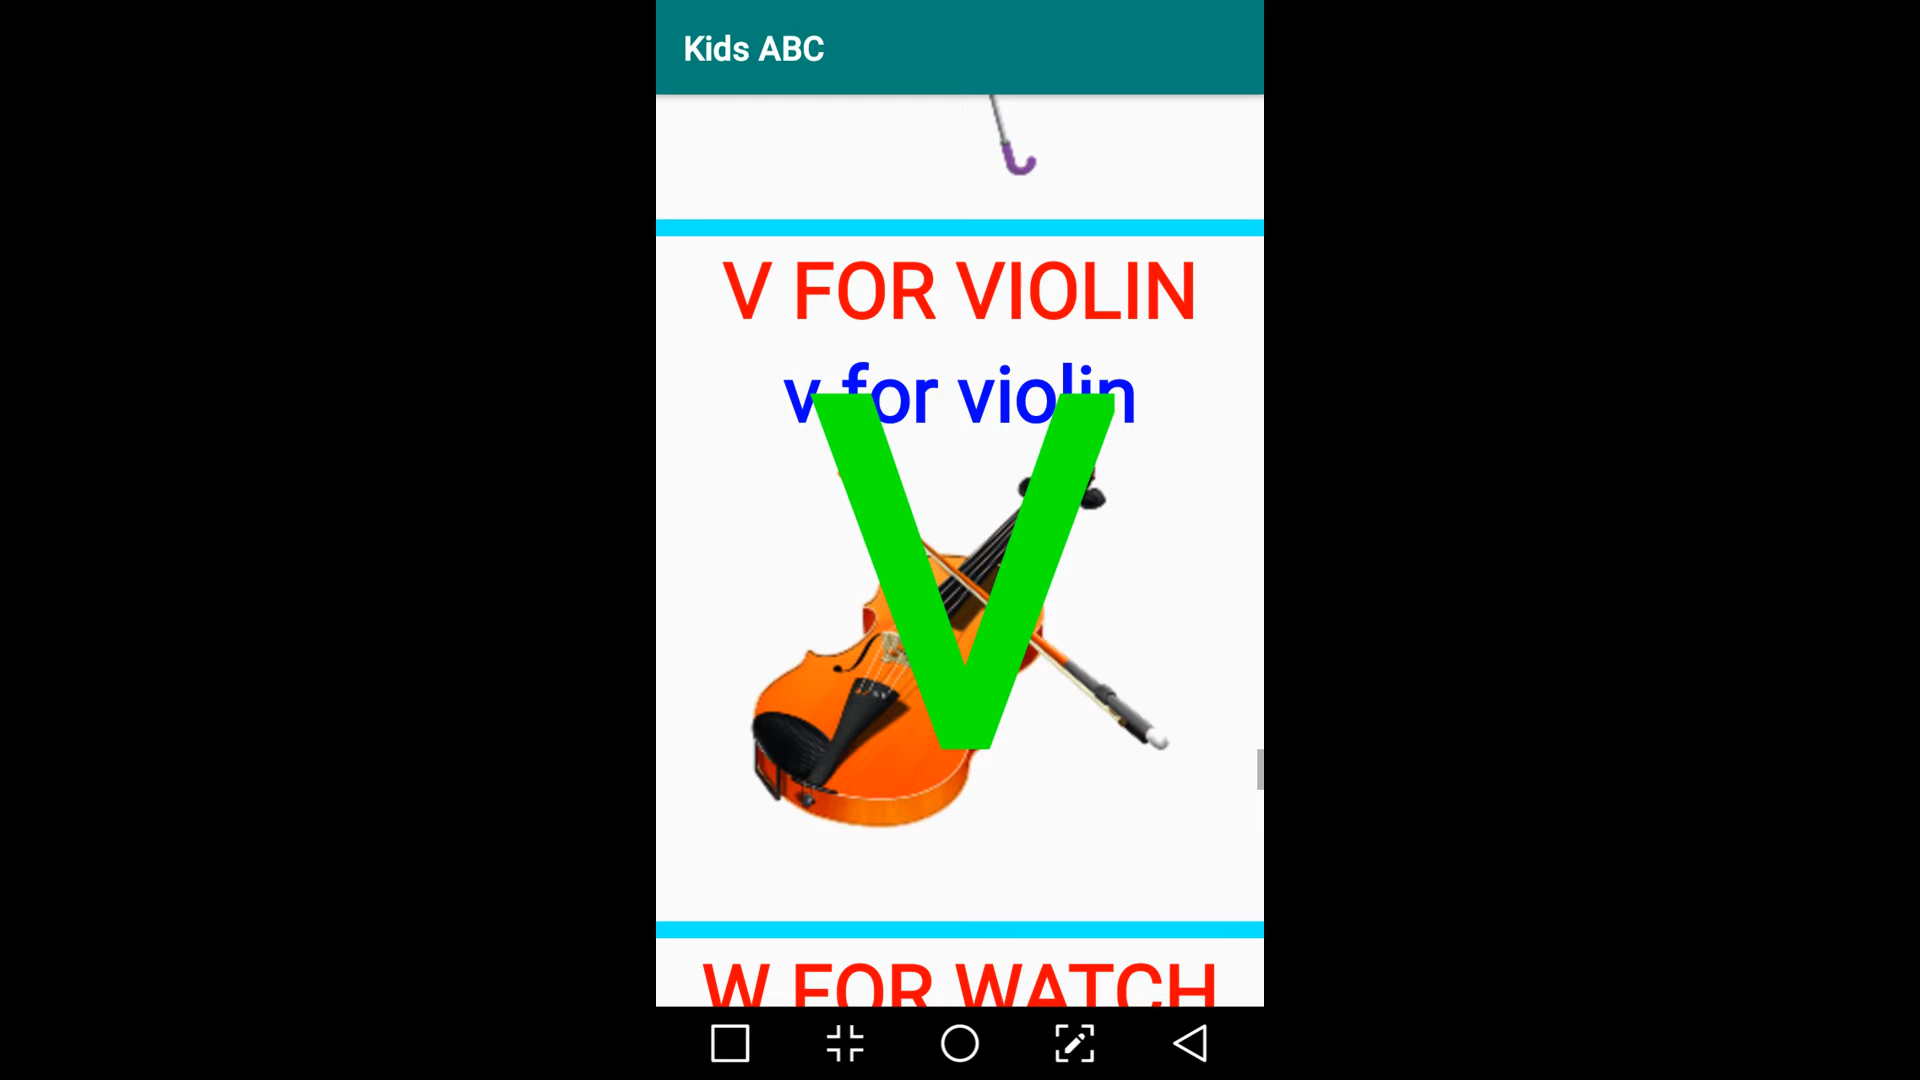 Kids ABC
V FOR VIOLIN
v for violin
V
W FOR WATCH